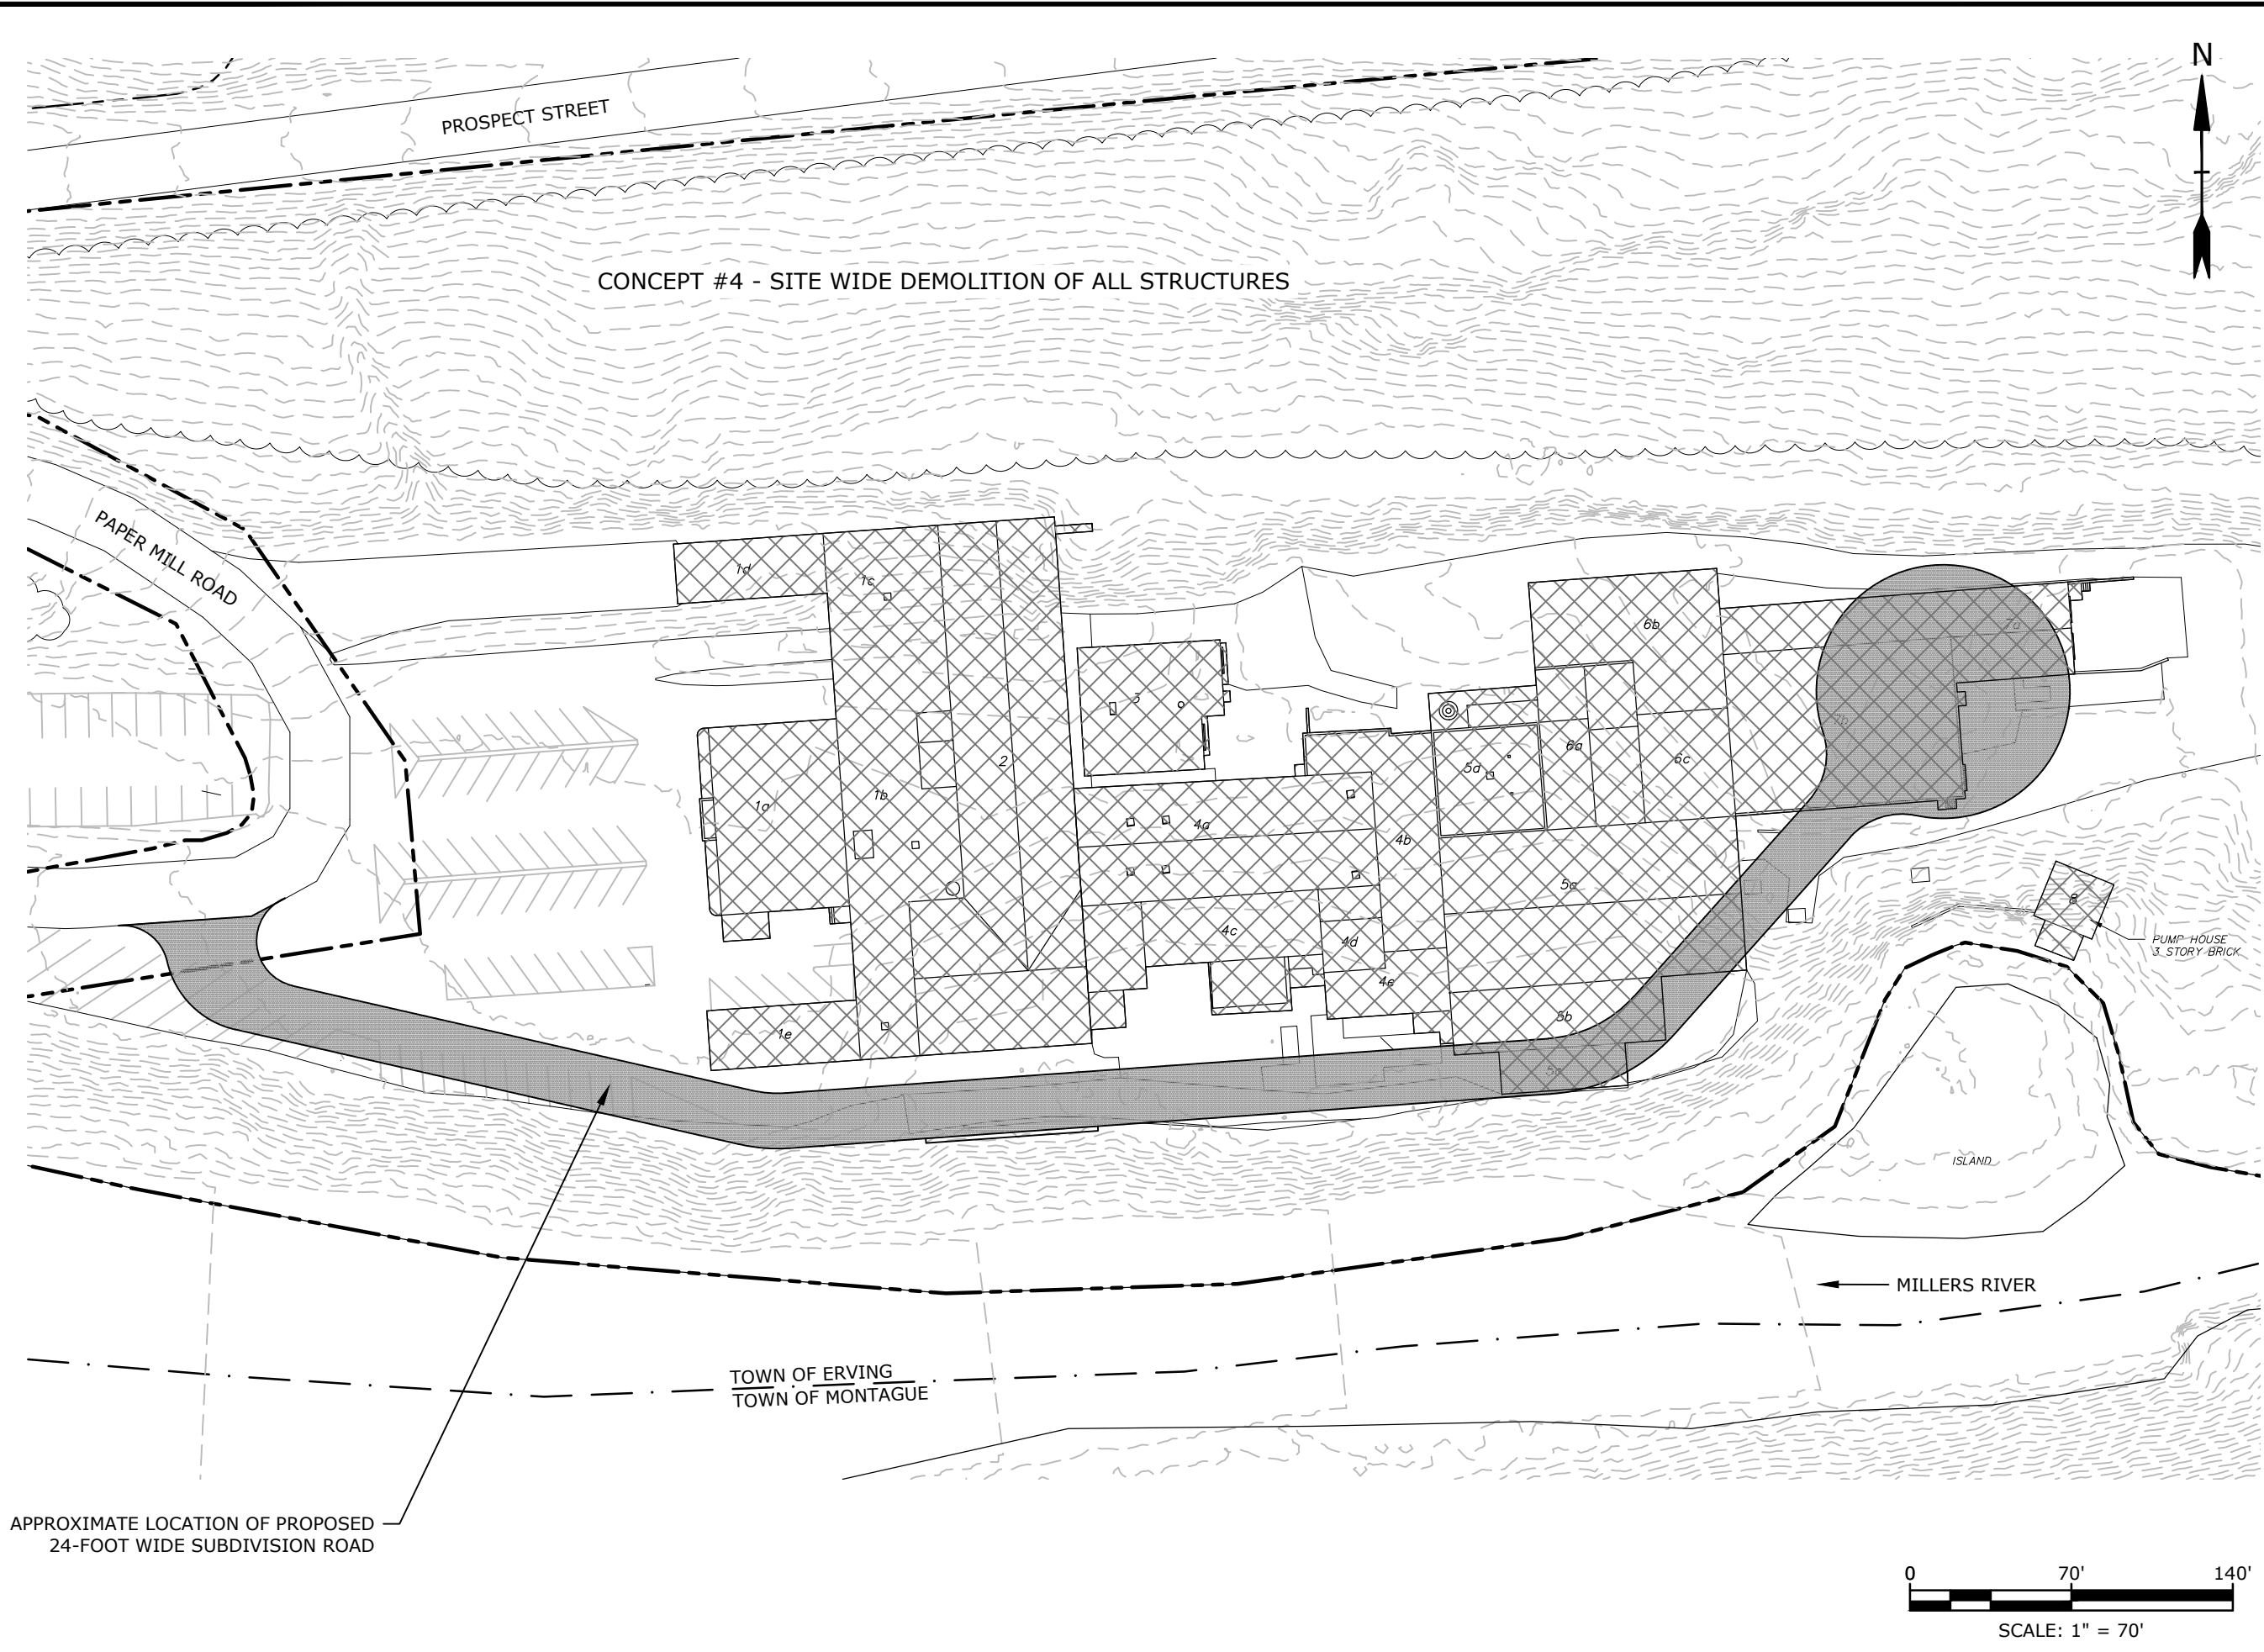 N
PROSPECT STREET
CONCEPT #4 - SITE WIDE DEMOLITION OF ALL STRUCTURES
PAPER MILL ROAD
1d
1c
6b
7a
3
2
7b
6a
6c
5d
1a
1b
4a
4b
5a
8
4c
4d
PUMP HOUSE
3 STORY BRICK
4e
5b
1e
ISLAND
MILLERS RIVER
TOWN OF ERVING
TOWN OF MONTAGUE
APPROXIMATE LOCATION OF PROPOSED
24-FOOT WIDE SUBDIVISION ROAD
0 70' 140'
SCALE: 1" = 70'